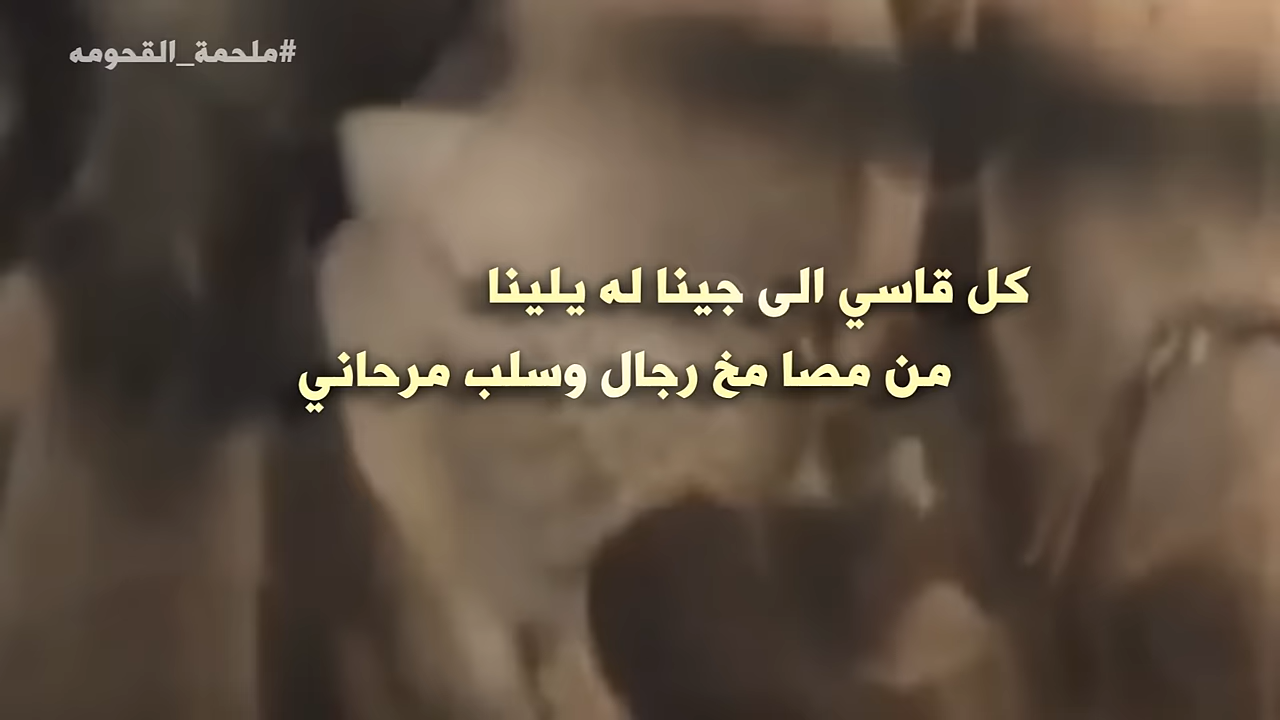 #ملحمة_القحومه
كل قاسي الى جينا له يلينا
من مصا مخ رجال وسلب مرحاني